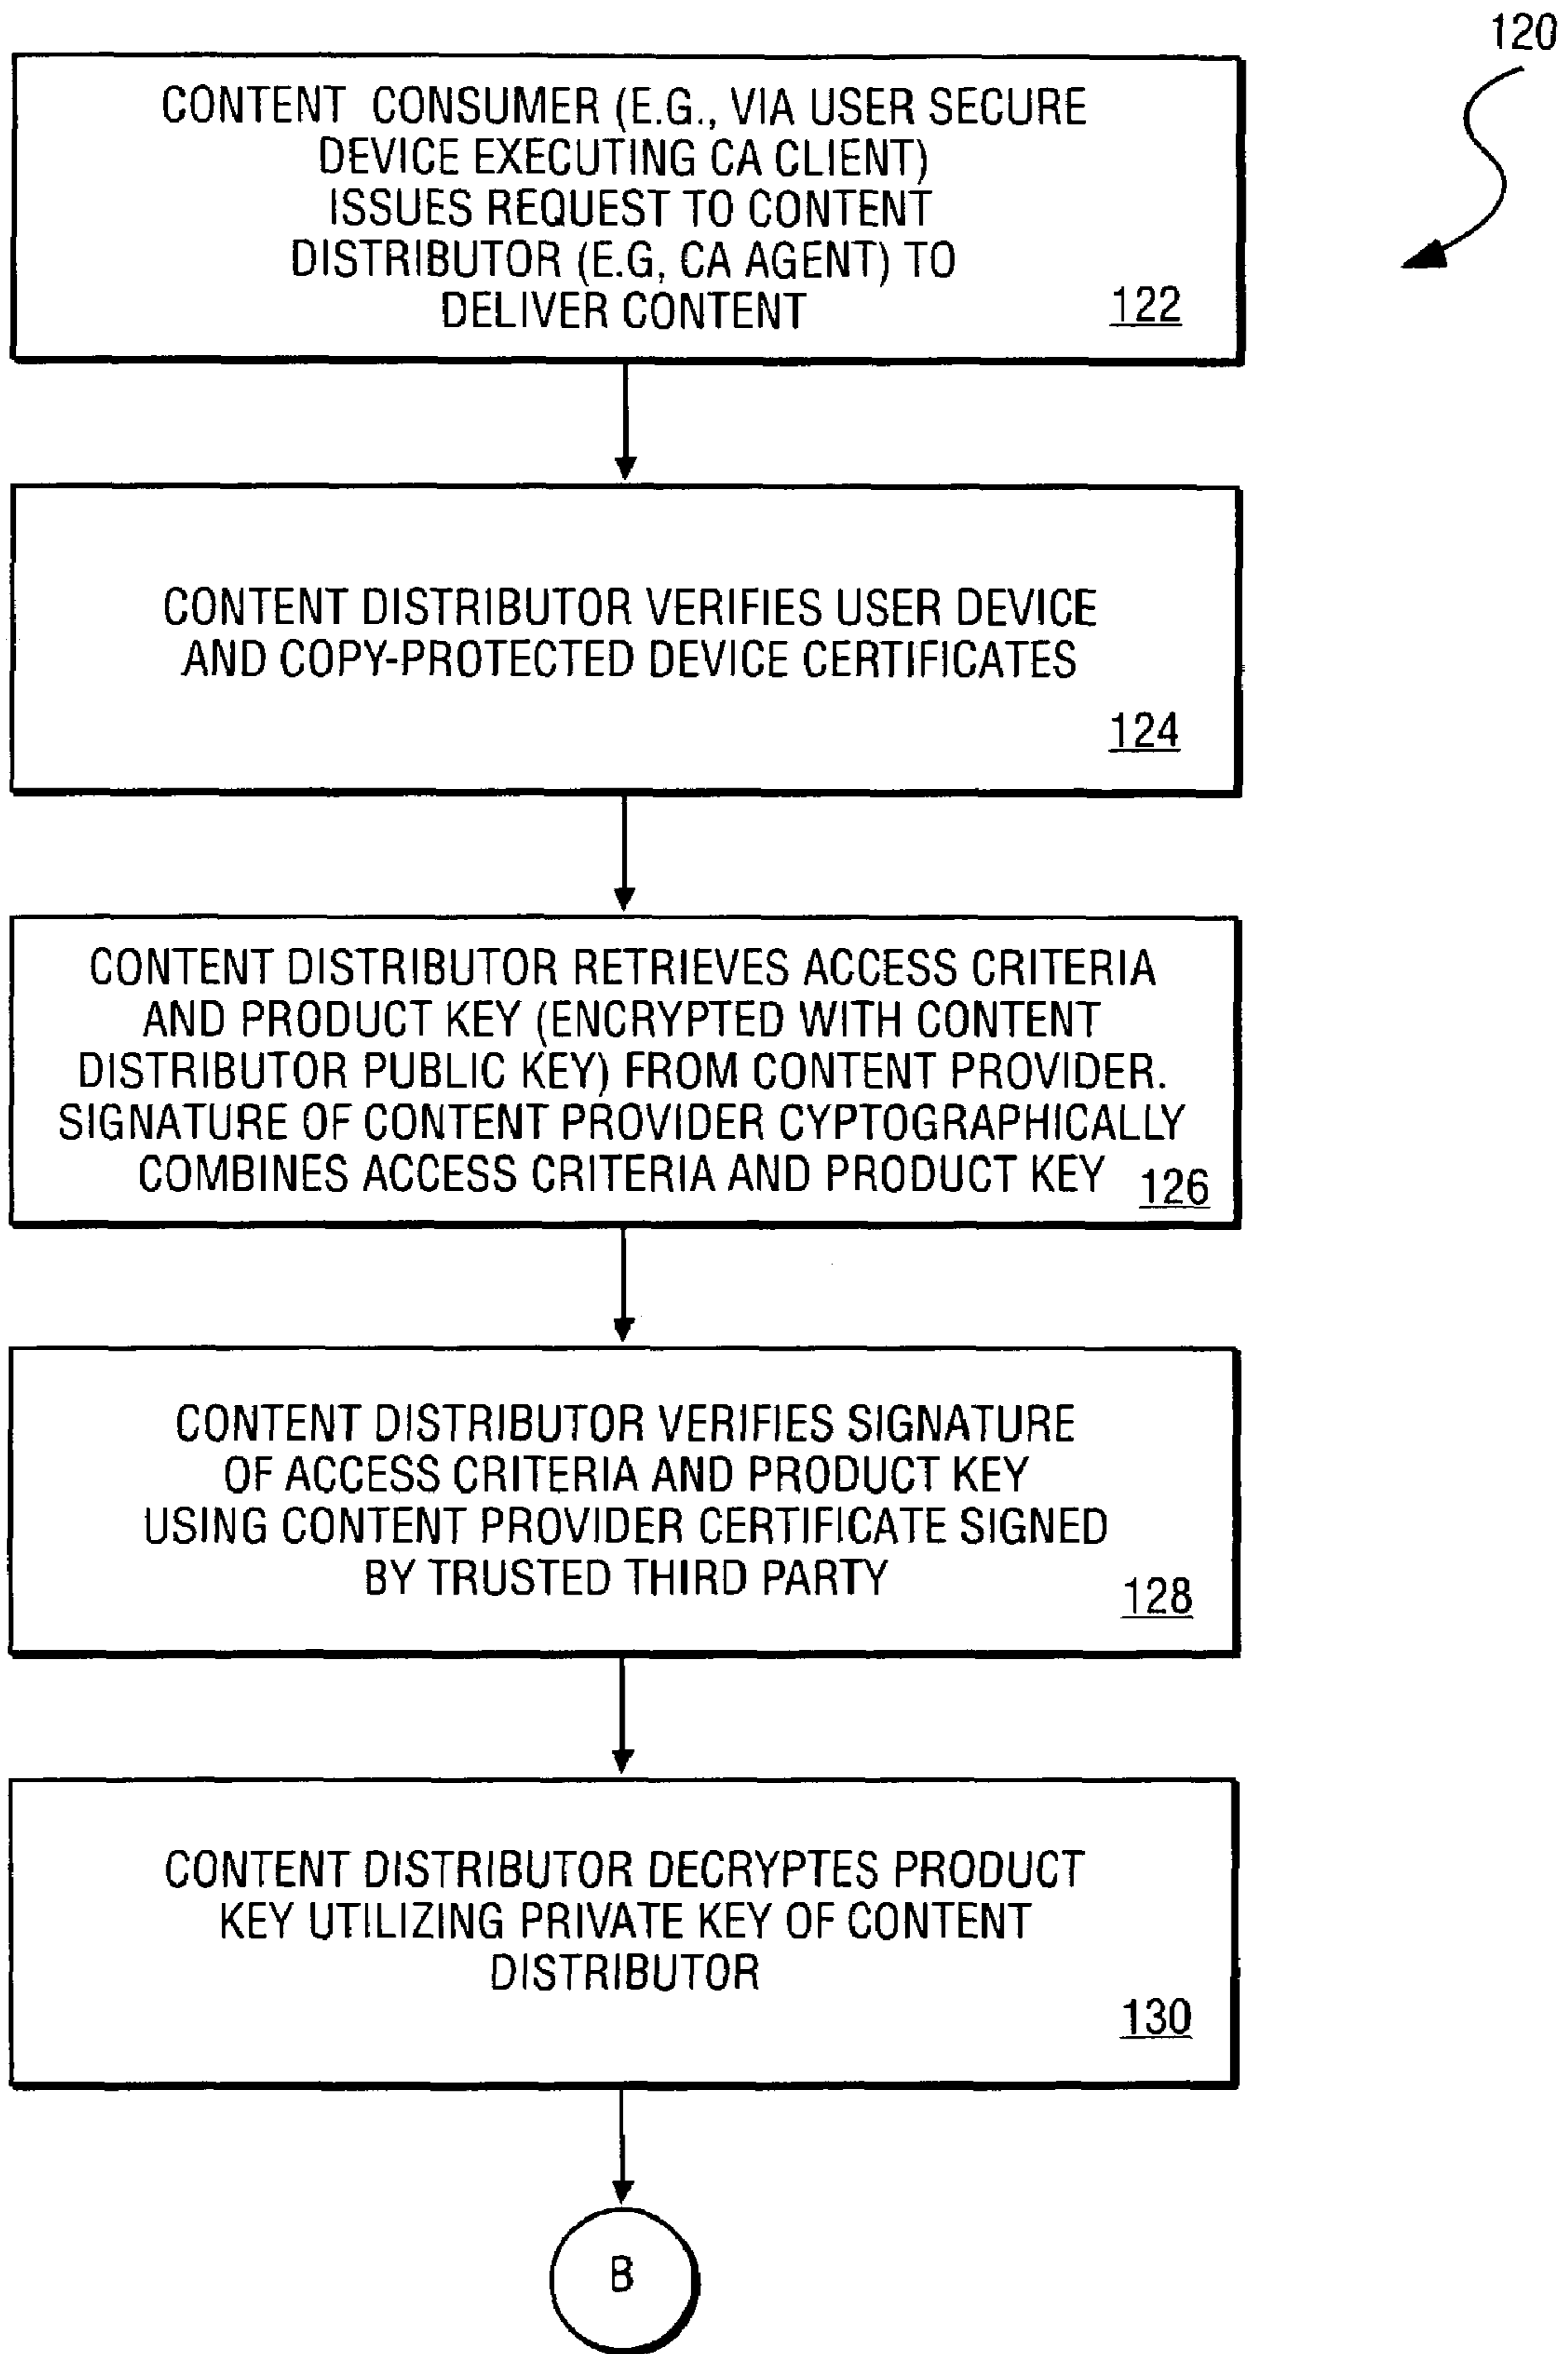 120
CONTENT CONSUMER (E.G., VIA USER SECURE
DEVICE EXECUTING CA CLIENT)
ISSUES REQUEST TO CONTENT
DISTRIBUTOR (E.G, CA AGENT) TO
DELIVER CONTENT
122
CONTENT DISTRIBUTOR VERIFIES USER DEVICE
AND COPY-PROTECTED DEVICE CERTIFICATES
124
CONTENT DISTRIBUTOR RETRIEVES ACCESS CRITERIA
AND PRODUCT KEY (ENCRYPTED WITH CONTENT
DISTRIBUTOR PUBLIC KEY) FROM CONTENT PROVIDER.
SIGNATURE OF CONTENT PROVIDER CYPTOGRAPHICALLY
COMBINES ACCESS CRITERIA AND PRODUCT KEY 126
CONTENT DISTRIBUTOR VERIFIES SIGNATURE
OF ACCESS CRITERIA AND PRODUCT KEY
USING CONTENT PROVIDER CERTIFICATE SIGNED
BY TRUSTED THIRD PARTY
128
CONTENT DISTRIBUTOR DECRYPTES PRODUCT
KEY UTILIZING PRIVATE KEY OF CONTENT
DISTRIBUTOR
130
B